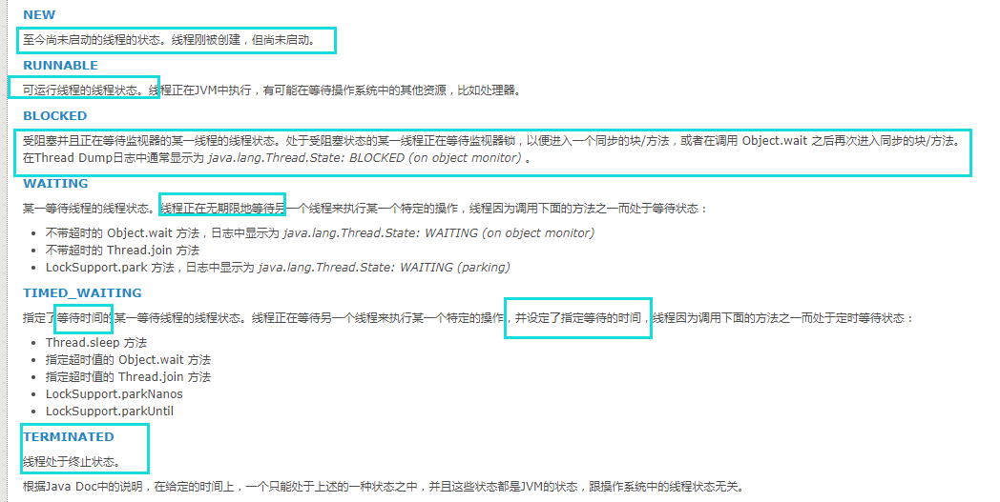 NEW
至今尚未启动的线程的状态。线程刚被创建，但尚未启动。
RUNNABLE
可运行线程的线程状态。线程正在JVM中执行，有可能在等待操作系统中的其他资源，比如处理器。
BLOCKED
受阻塞并且正在等待监视器的某一线程的线程状态。处于受阻塞状态的某一线程正在等待监视器锁，以便进入一个同步的块/方法，或者在调用 Object.wait 之后再次进入同步的块/方法。
在Thread Dump日志中通常显示为 java.lang.Thread.State: BLOCKED (on object monitor) 。
WAITING
某一等待线程的线程状态。线程正在无期限地等待另一个线程来执行某一个特定的操作，线程因为调用下面的方法之一而处于等待状态：
• 不带超时的 Object.wait 方法，日志中显示为 java.lang.Thread.State: WAITING (on object monitor)
• 不带超时的 Thread.join 方法
• LockSupport.park 方法，日志中显示为 java.lang.Thread.State: WAITING (parking)
TIMED_WAITING
指定了等待时间的某一等待线程的线程状态。线程正在等待另一个线程来执行某一个特定的操作，并设定了指定等待的时间，线程因为调用下面的方法之一而处于定时等待状态：
• Thread.sleep 方法
• 指定超时值的 Object.wait 方法
• 指定超时值的 Thread.join 方法
• LockSupport.parkNanos
• LockSupport.parkUntil
TERMINATED
线程处于终止状态。
根据Java Doc中的说明，在给定的时间上，一个只能处于上述的一种状态之中，并且这些状态都是JVM的状态，跟操作系统中的线程状态无关。